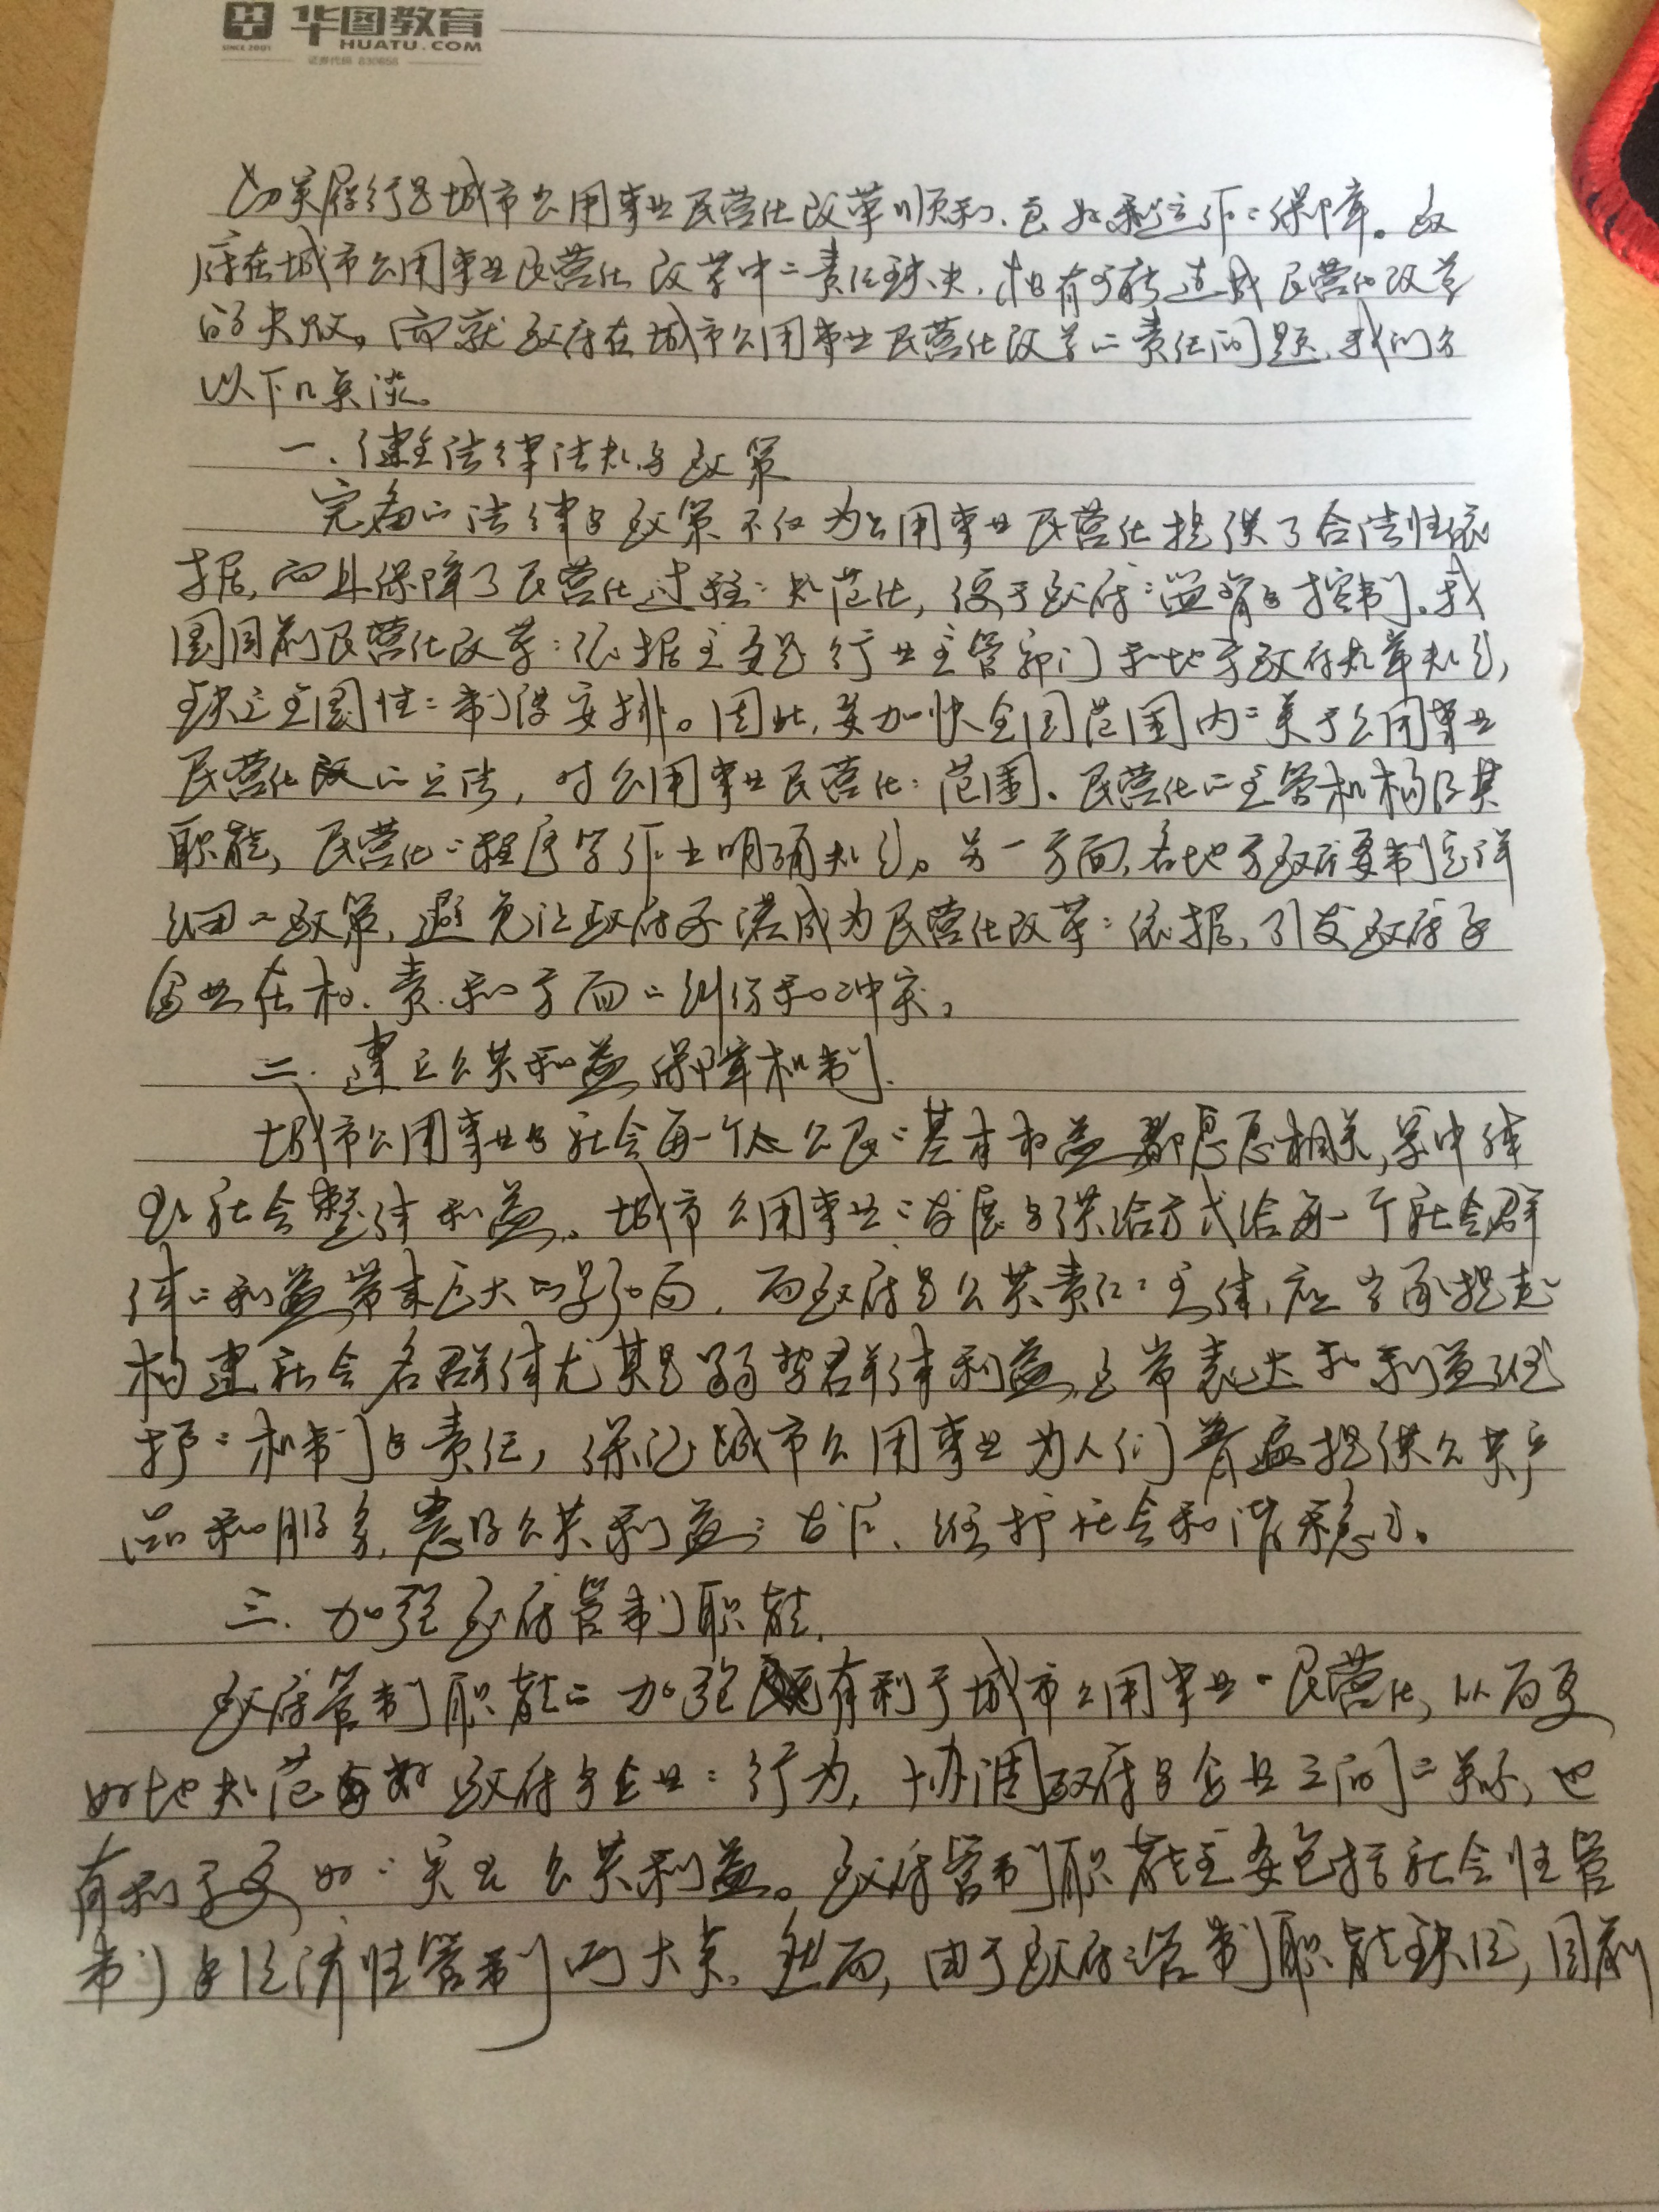 华图教育
HUATU.COM
SINCE 2001
证券代码 830858
切实履行是城市公用事业民营化改革顺利、良好运作的保障。政
府在城市公用事业民营化改革中的责任缺失，相有可能造成民营化改革
的失败。而就政府在城市公用事业民营化改革的责任问题，我们分
以下几点谈。
一、健全法律法规与政策
完备的法律与政策不仅为公用事业民营化提供了合法性依
据，而且保障了民营化过程的规范化，便于政府的监督与控制。我
国目前民营化改革的依据主要是行业主管部门和地方政府规章规定，
缺乏全国性的制度安排。因此，要加快全国范围内的关于公用事业
民营化的立法，对公用事业民营化的范围、民营化的主管机构及其
职能，民营化的程序等作出明确规定。另一方面，各地方政府要制定详
细的政策，避免让政府承诺成为民营化改革的依据，引发政府与
企业在权、责、利方面的纠纷和冲突。
二、建立公共利益保障机制。
城市公用事业与社会每一个公民的基本利益都息息相关，集中体
现社会整体利益。城市公用事业的发展与供给方式给每一个社会群
体的利益带来巨大的影响，而政府是公共责任的主体，应当承担起
构建社会各群体尤其是弱势群体利益正常表达和利益维
护的机制与责任，保证城市公用事业为人们普遍提供公共产
品和服务，惠及公共利益的，维护社会和谐稳定。
三、加强政府管制职能。
政府管制职能的加强既有利于城市公用事业的民营化，从而更
好地规范政府与企业的行为，协调政府与企业之间的关系，也
有利于更好的实现公共利益。政府管制职能主要包括社会性管
制与经济性管制两大点。然而，由于政府的管制职能缺位，目前